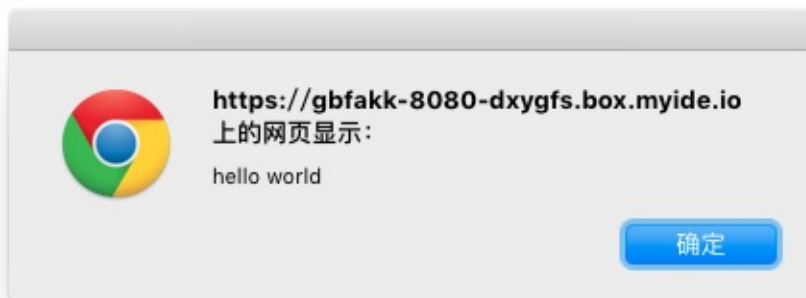 https://gbfakk-8080-dxygfs.box.myide.io
上的网页显示：
hello world
确定